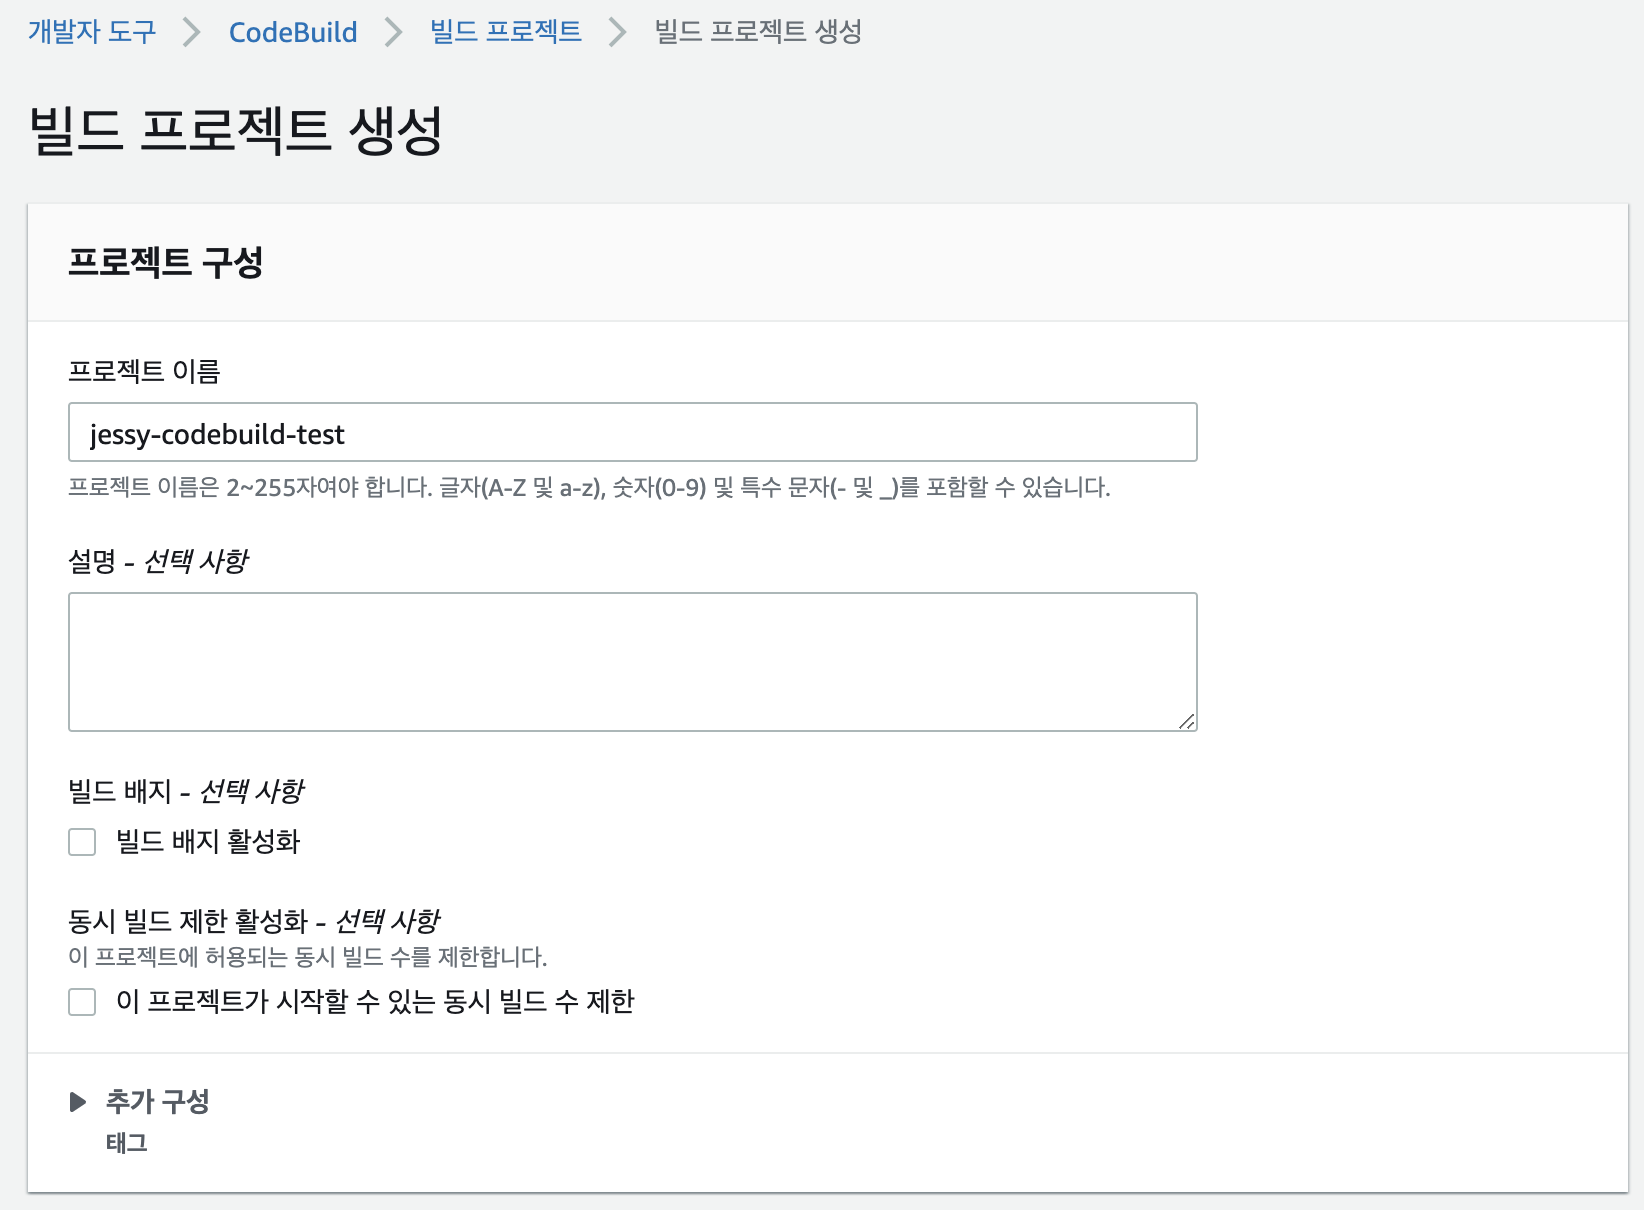 개발자 도구 > CodeBuild > 빌드 프로젝트 > 빌드 프로젝트 생성
빌드 프로젝트 생성
프로젝트 구성
프로젝트 이름
jessy-codebuild-test
프로젝트 이름은 2~255자여야 합니다. 글자(A-Z 및 a-z), 숫자(0-9) 및 특수 문자(- 및 _)를 포함할 수 있습니다.
설명 - 선택 사항
빌드 배지 - 선택 사항
빌드 배지 활성화
동시 빌드 제한 활성화 - 선택 사항
이 프로젝트에 허용되는 동시 빌드 수를 제한합니다.
이 프로젝트가 시작할 수 있는 동시 빌드 수 제한
추가 구성
태그